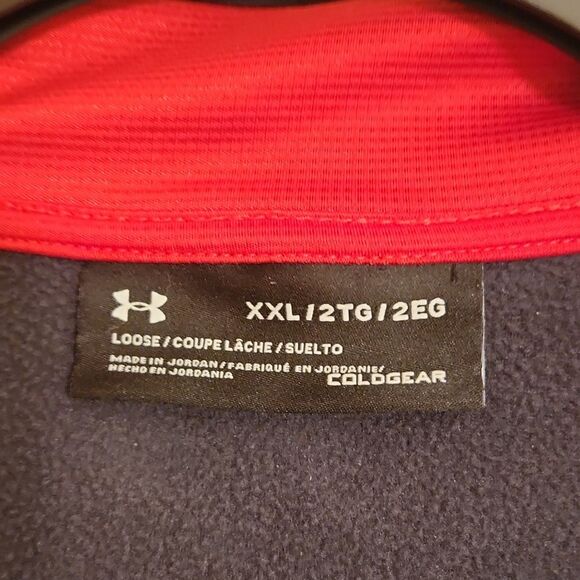 XXL/2TG/2EG
LOOSE/COUPE LÂCHE/SUELTO
MADE IN JORDAN/FABRIQUÉ EN JORDANIE/
HECHO EN JORDANIA
COLDGEAR